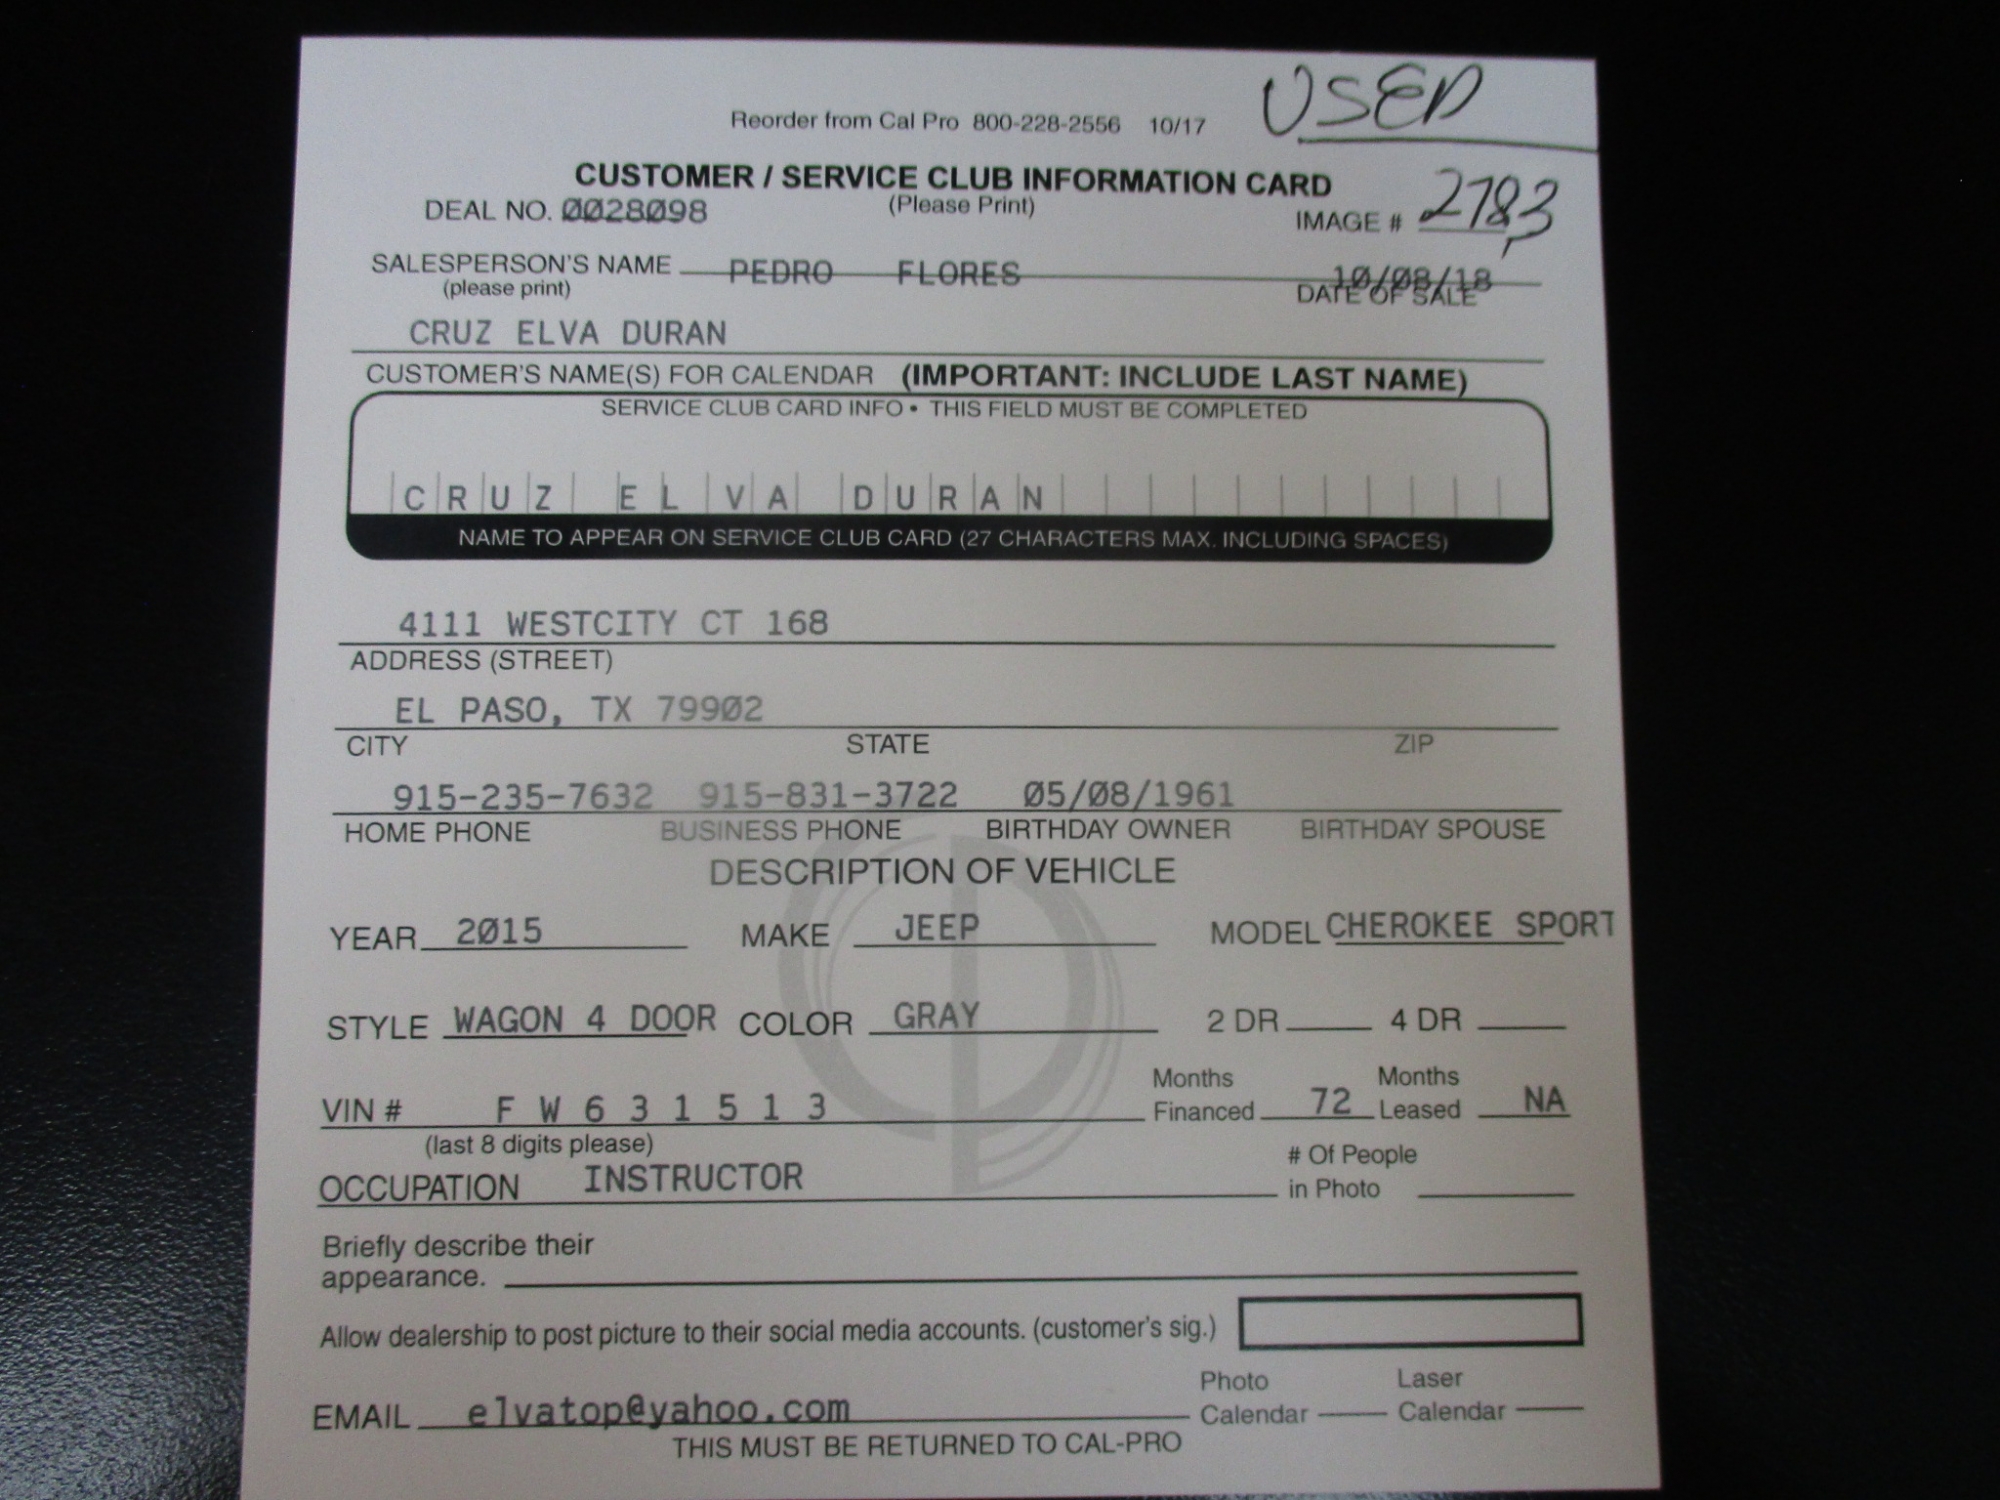 USED
Reorder from Cal Pro 800-228-2556 10/17
CUSTOMER / SERVICE CLUB INFORMATION CARD
DEAL NO. 0028098 (Please Print) IMAGE # 2783
SALESPERSON'S NAME PEDRO FLORES 10/08/18
(please print) DATE OF SALE
CRUZ ELVA DURAN
CUSTOMER'S NAME(S) FOR CALENDAR (IMPORTANT: INCLUDE LAST NAME)
SERVICE CLUB CARD INFO • THIS FIELD MUST BE COMPLETED
CRUZ ELVA DURAN
NAME TO APPEAR ON SERVICE CLUB CARD (27 CHARACTERS MAX. INCLUDING SPACES)
4111 WESTCITY CT 168
ADDRESS (STREET)
EL PASO, TX 79902
CITY STATE ZIP
915-235-7632 915-831-3722 05/08/1961
HOME PHONE BUSINESS PHONE BIRTHDAY OWNER BIRTHDAY SPOUSE
DESCRIPTION OF VEHICLE
YEAR 2015 MAKE JEEP MODEL CHEROKEE SPORT
STYLE WAGON 4 DOOR COLOR GRAY 2 DR 4 DR
VIN # F W 6 3 1 5 1 3 Months Financed 72 Months Leased NA
(last 8 digits please)
OCCUPATION INSTRUCTOR # Of People in Photo
Briefly describe their
appearance.
Allow dealership to post picture to their social media accounts. (customer's sig.)
EMAIL elvatop@yahoo.com Photo Calendar Laser Calendar
THIS MUST BE RETURNED TO CAL-PRO